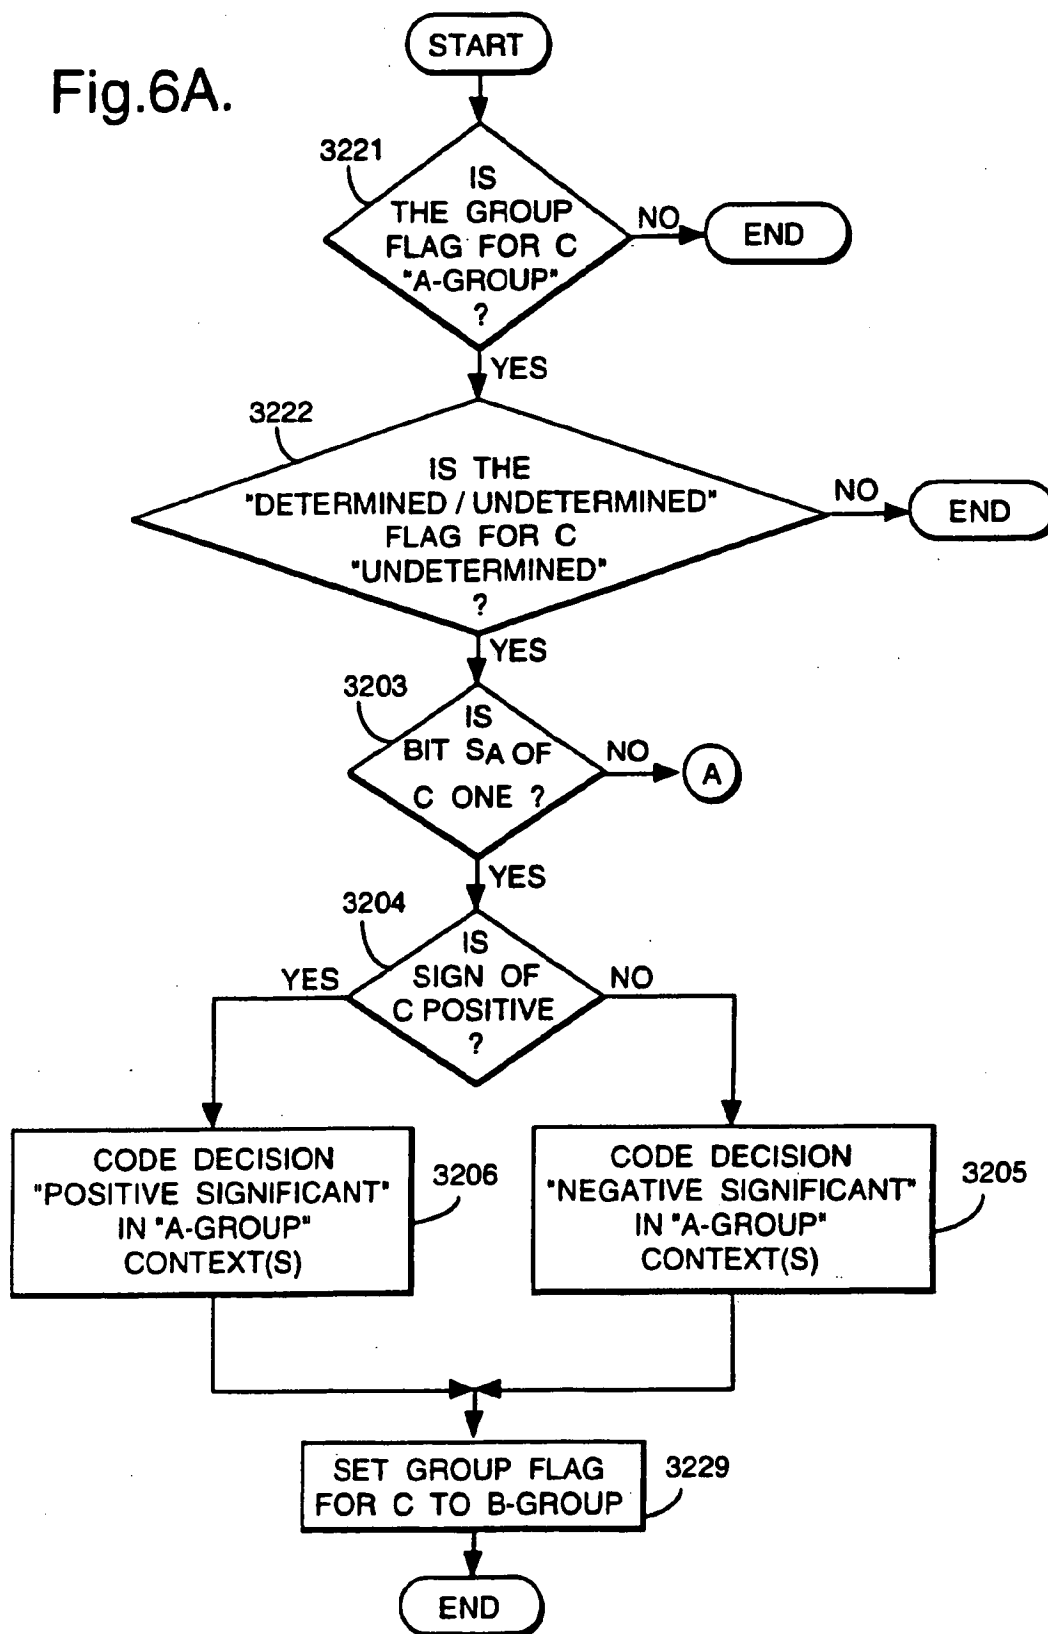 Fig.6A.
START
3221
IS
THE GROUP
FLAG FOR C
"A-GROUP"
?
NO
END
YES
3222
IS THE
"DETERMINED / UNDETERMINED"
FLAG FOR C
"UNDETERMINED"
?
NO
END
YES
3203
IS
BIT SA OF
C ONE ?
NO
A
YES
3204
IS
SIGN OF
C POSITIVE
?
YES
NO
CODE DECISION
"POSITIVE SIGNIFICANT"
IN "A-GROUP"
CONTEXT(S)
3206
CODE DECISION
"NEGATIVE SIGNIFICANT"
IN "A-GROUP"
CONTEXT(S)
3205
SET GROUP FLAG
FOR C TO B-GROUP
3229
END